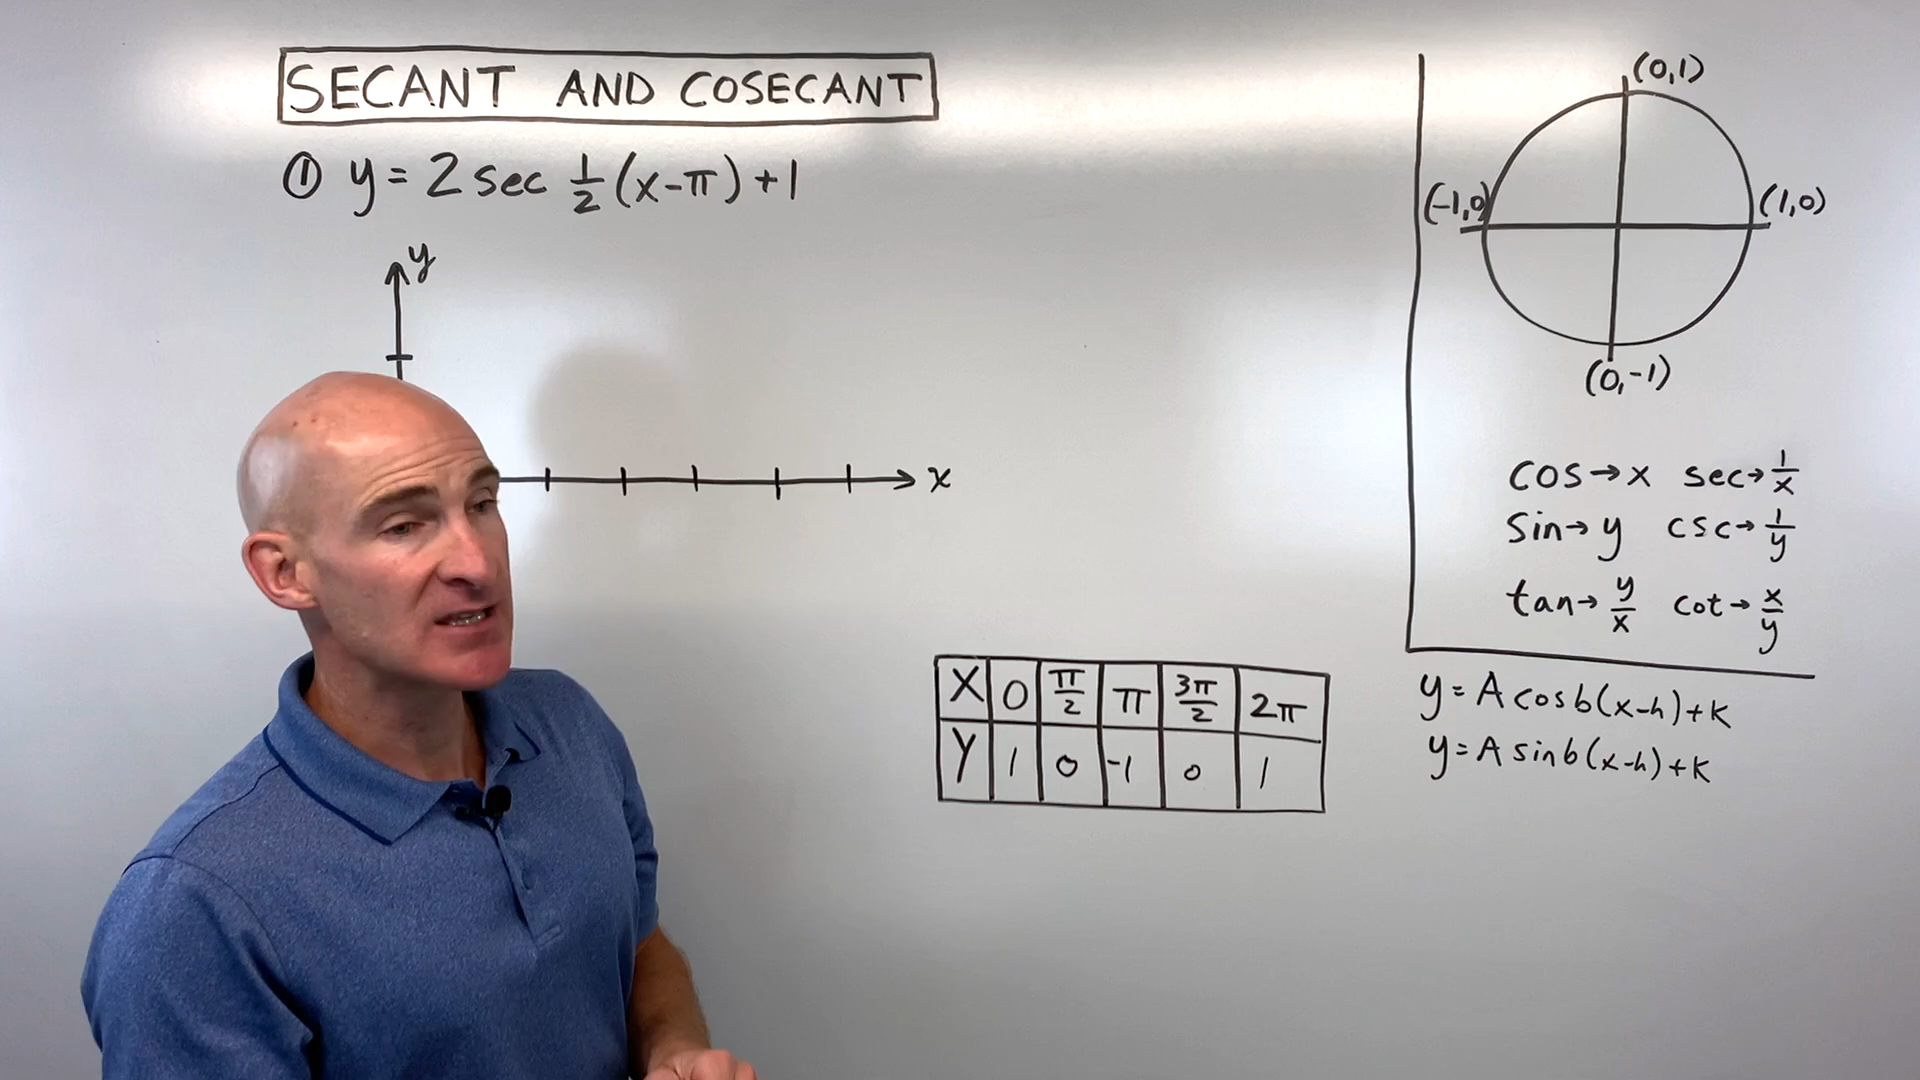 SECANT AND COSECANT
① y = 2 sec 1/2 (x-π) + 1
y
x
X 0 π/2 π 3π/2 2π
Y 1 0 -1 0 1
(0,1)
(-1,0) (1,0)
(0,-1)
cos→x sec→1/x
sin→y csc→1/y
tan→y/x cot→x/y
y = A cos b(x-h)+K
y = A sin b(x-h)+K